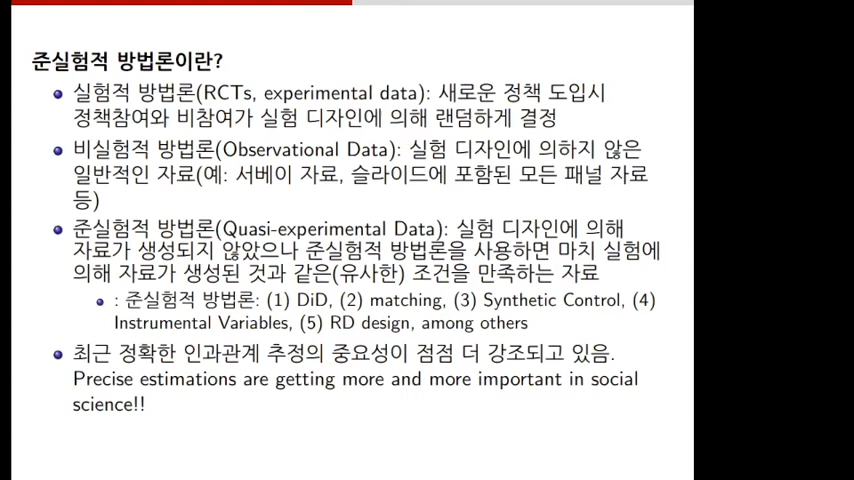 준실험적 방법론이란?
실험적 방법론(RCTs, experimental data): 새로운 정책 도입시
정책참여와 비참여가 실험 디자인에 의해 랜덤하게 결정
비실험적 방법론(Observational Data): 실험 디자인에 의하지 않은
일반적인 자료(예: 서베이 자료, 슬라이드에 포함된 모든 패널 자료
등)
준실험적 방법론(Quasi-experimental Data): 실험 디자인에 의해
자료가 생성되지 않았으나 준실험적 방법론을 사용하면 마치 실험에
의해 자료가 생성된 것과 같은(유사한) 조건을 만족하는 자료
: 준실험적 방법론: (1) DiD, (2) matching, (3) Synthetic Control, (4)
Instrumental Variables, (5) RD design, among others
최근 정확한 인과관계 추정의 중요성이 점점 더 강조되고 있음.
Precise estimations are getting more and more important in social
science!!